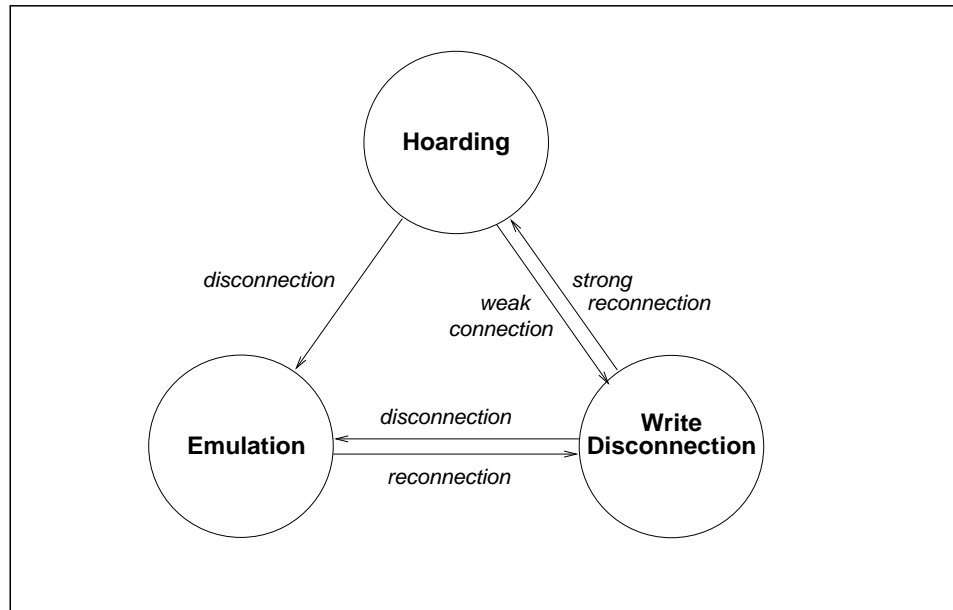 Hoarding
disconnection
weak
connection
strong
reconnection
Emulation
disconnection
reconnection
Write
Disconnection